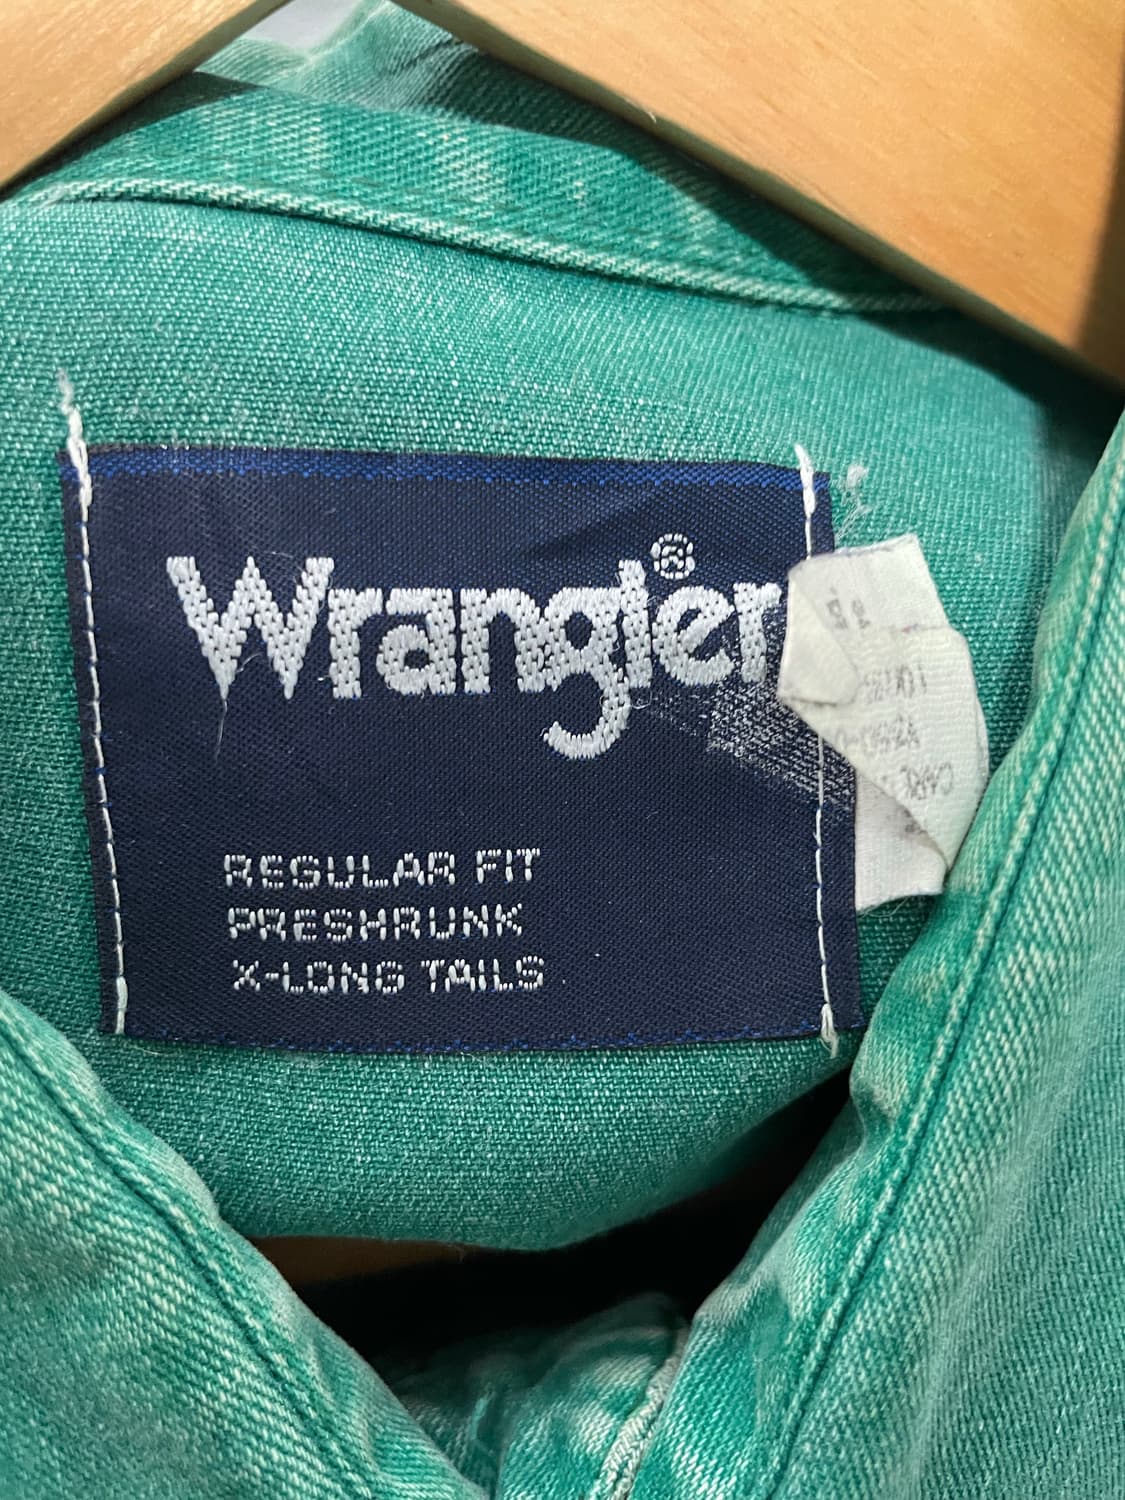 Wrangler®
REGULAR FIT
PRESHRUNK
X-LONG TAILS